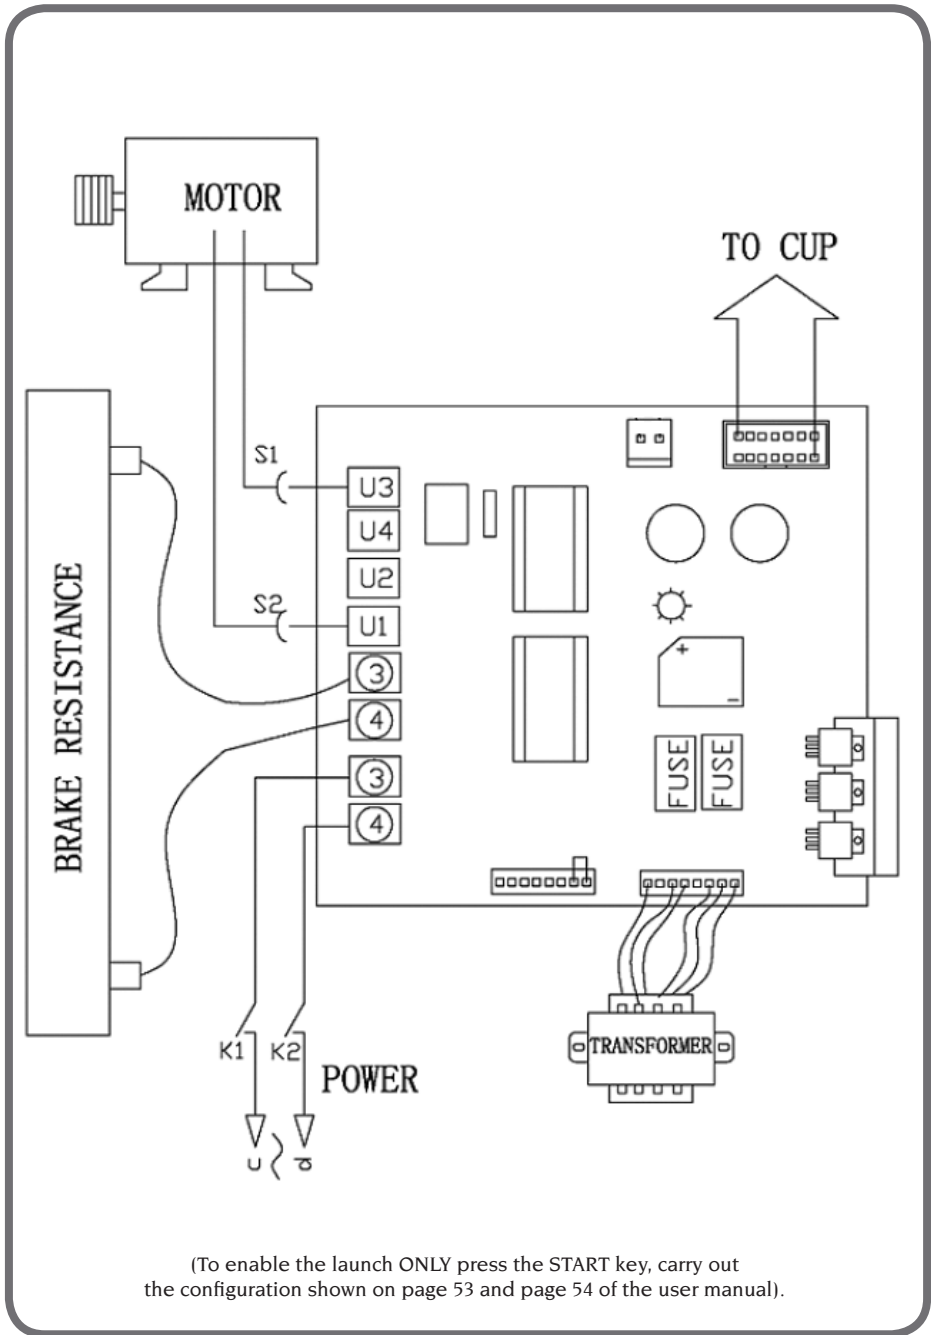 MOTOR
TO CUP
S1
U3
U4
U2
S2
U1
3
4
3
4
BRAKE RESISTANCE
FUSE
FUSE
K1
K2
POWER
TRANSFORMER
(To enable the launch ONLY press the START key, carry out
the configuration shown on page 53 and page 54 of the user manual).